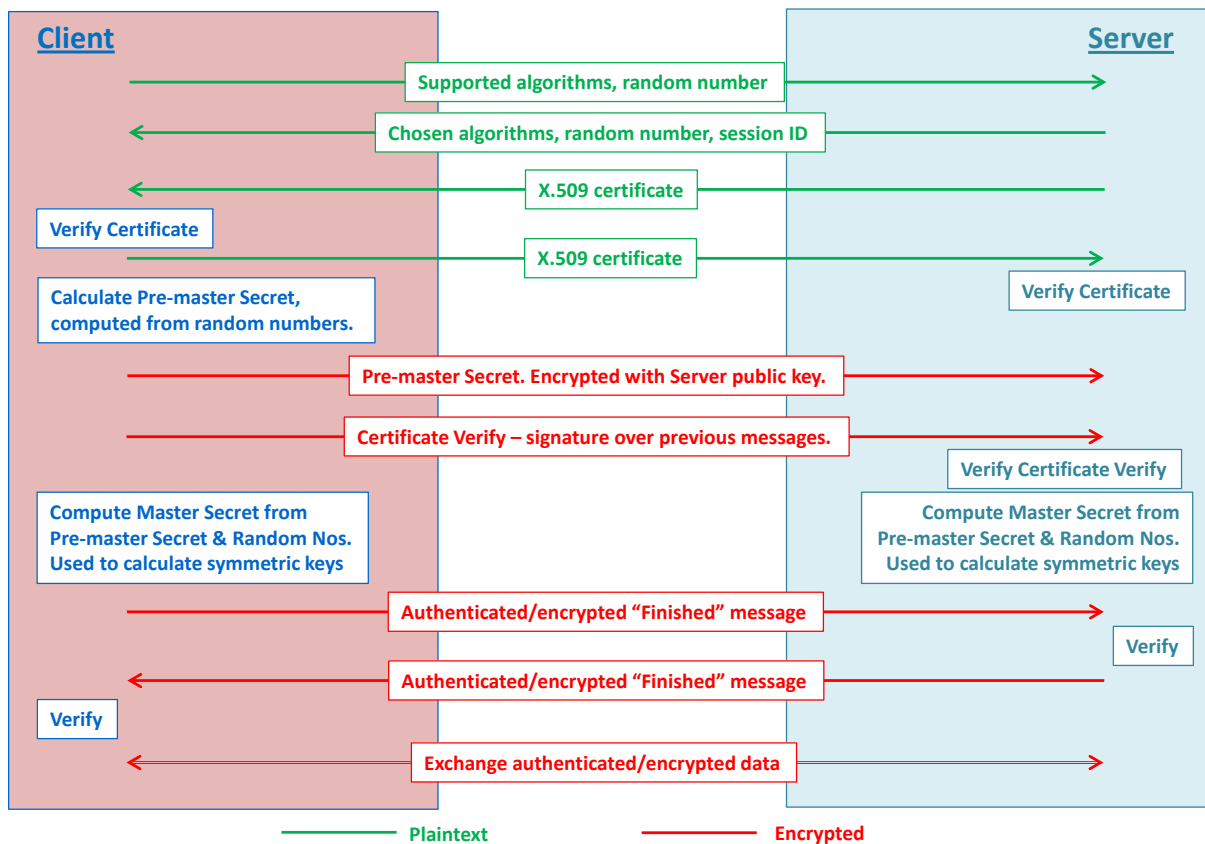 Client
Server
Supported algorithms, random number
Chosen algorithms, random number, session ID
X.509 certificate
Verify Certificate
X.509 certificate
Verify Certificate
Calculate Pre-master Secret,
computed from random numbers.
Pre-master Secret. Encrypted with Server public key.
Certificate Verify – signature over previous messages.
Verify Certificate Verify
Compute Master Secret from
Pre-master Secret & Random Nos.
Used to calculate symmetric keys
Compute Master Secret from
Pre-master Secret & Random Nos.
Used to calculate symmetric keys
Authenticated/encrypted “Finished” message
Verify
Authenticated/encrypted “Finished” message
Verify
Exchange authenticated/encrypted data
Plaintext
Encrypted